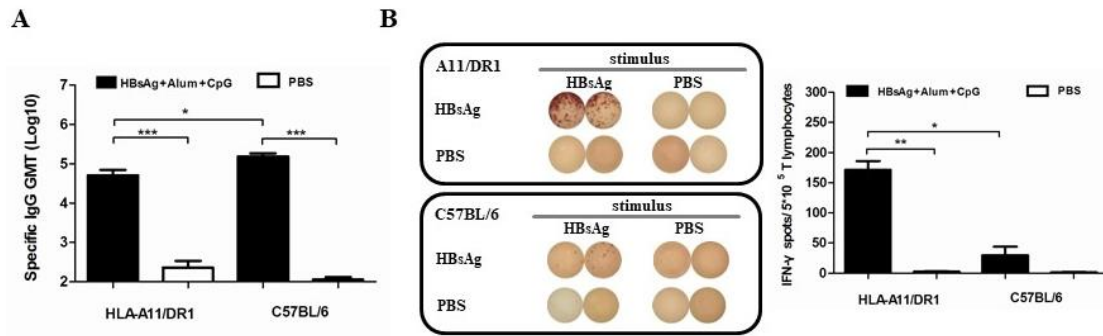 A
HBsAg+Alum+CpG
PBS
Specific IgG GMT (Log10)
7
6
5
4
3
2
*
***
***
HLA-A11/DR1
C57BL/6
B
A11/DR1
stimulus
HBsAg
PBS
HBsAg
PBS
C57BL/6
stimulus
HBsAg
PBS
HBsAg
PBS
HBsAg+Alum+CpG
PBS
IFN-γ spots/ 5*10 5 T lymphocytes
300
250
200
150
100
50
0
*
**
HLA-A11/DR1
C57BL/6